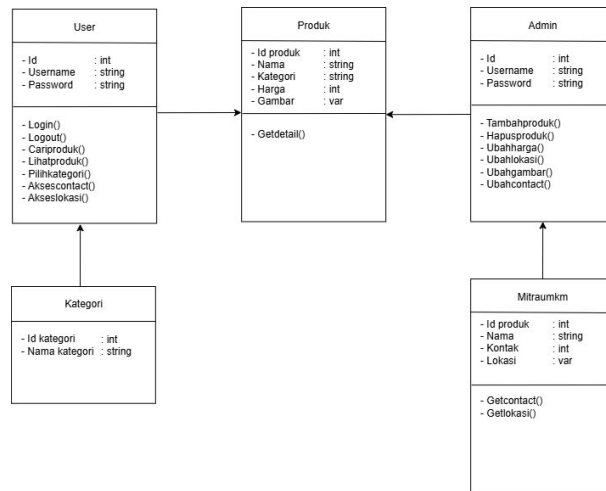 User
- Id : int
- Username : string
- Password : string
- Login()
- Logout()
- Cariproduk()
- Lihatproduk()
- Pilihkategori()
- Aksescontact()
- Akseslokasi()
Produk
- Id produk : int
- Nama : string
- Kategori : string
- Harga : int
- Gambar : var
- Getdetail()
Admin
- Id : int
- Username : string
- Password : string
- Tambahproduk()
- Hapusproduk()
- Ubahharga()
- Ubahlokasi()
- Ubahgambar()
- Ubahcontact()
Kategori
- Id kategori : int
- Nama kategori : string
Mitraumkm
- Id produk : int
- Nama : string
- Kontak : int
- Lokasi : var
- Getcontact()
- Getlokasi()